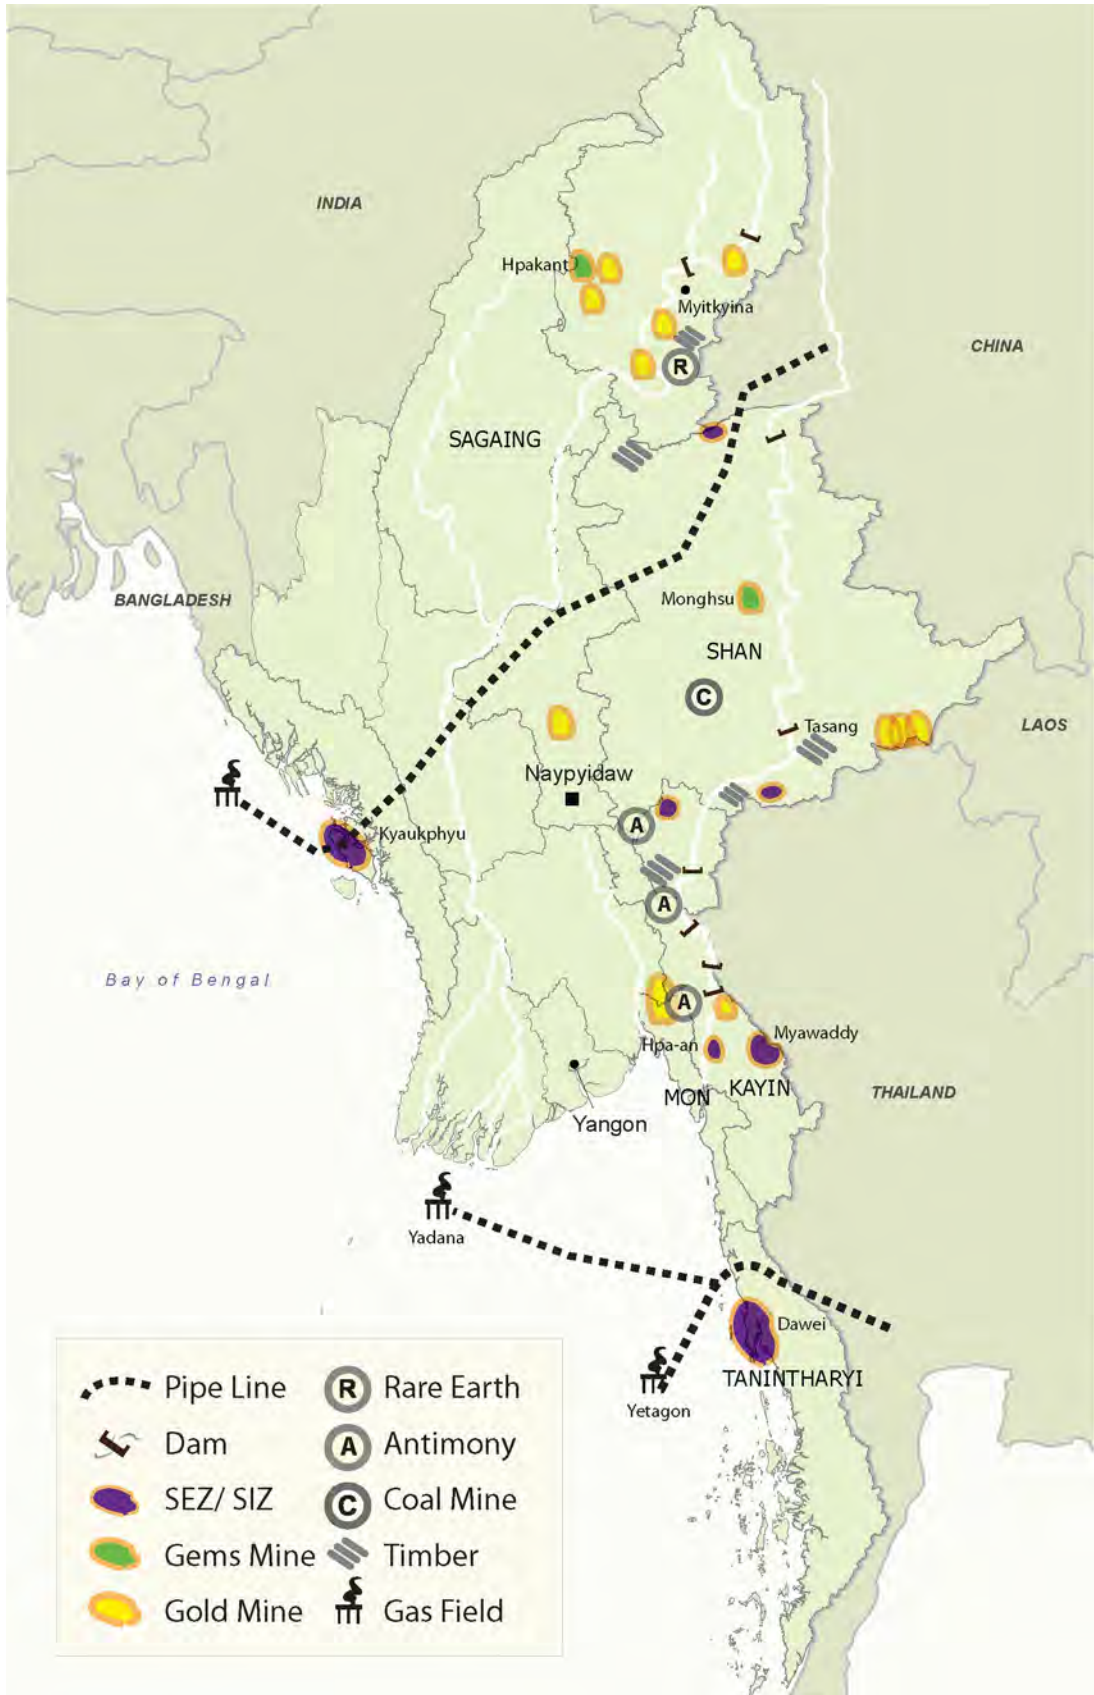 INDIA
Hpakant
Myitkyina
CHINA
R
SAGAING
BANGLADESH
Monghsu
SHAN
C
Tasang
LAOS
Naypyidaw
A
Kyaukphyu
A
Bay of Bengal
A
Hpa-an
Myawaddy
KAYIN
MON
THAILAND
Yangon
Yadana
Dawei
TANINTHARYI
Yetagon
Pipe Line
Dam
SEZ/ SIZ
Gems Mine
Gold Mine
R Rare Earth
A Antimony
C Coal Mine
Timber
Gas Field